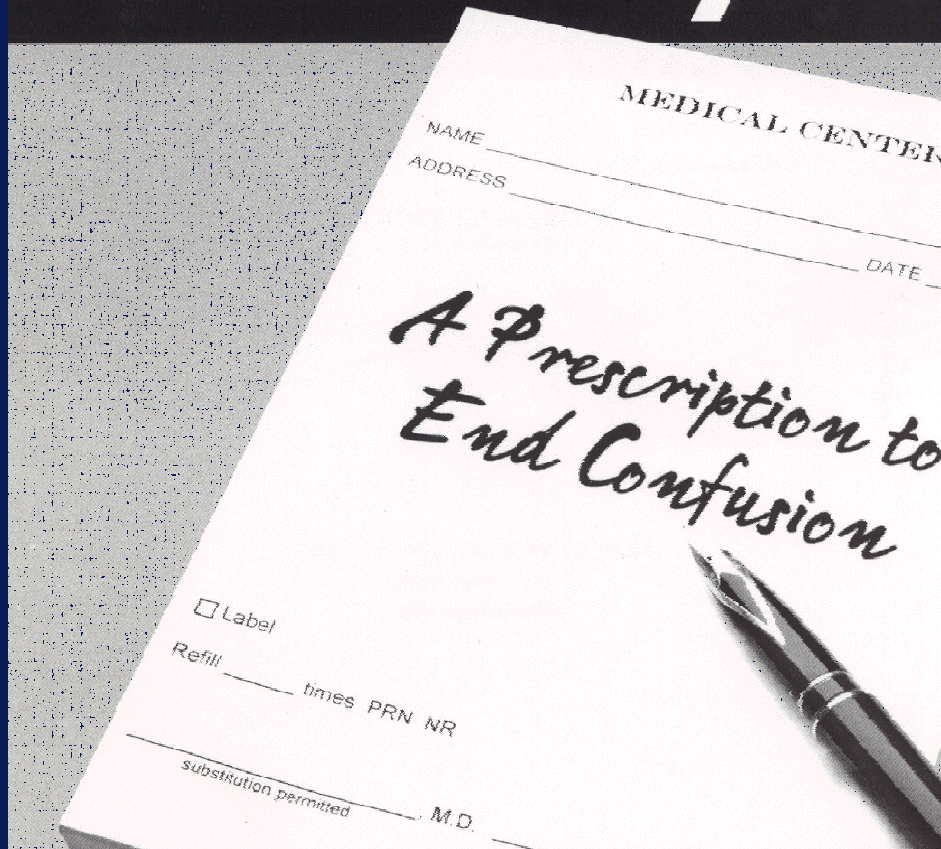 MEDICAL CENTER
NAME
ADDRESS
DATE
A Prescription to
End Confusion
Label
Refill times PRN NR
substitution permitted
M.D.